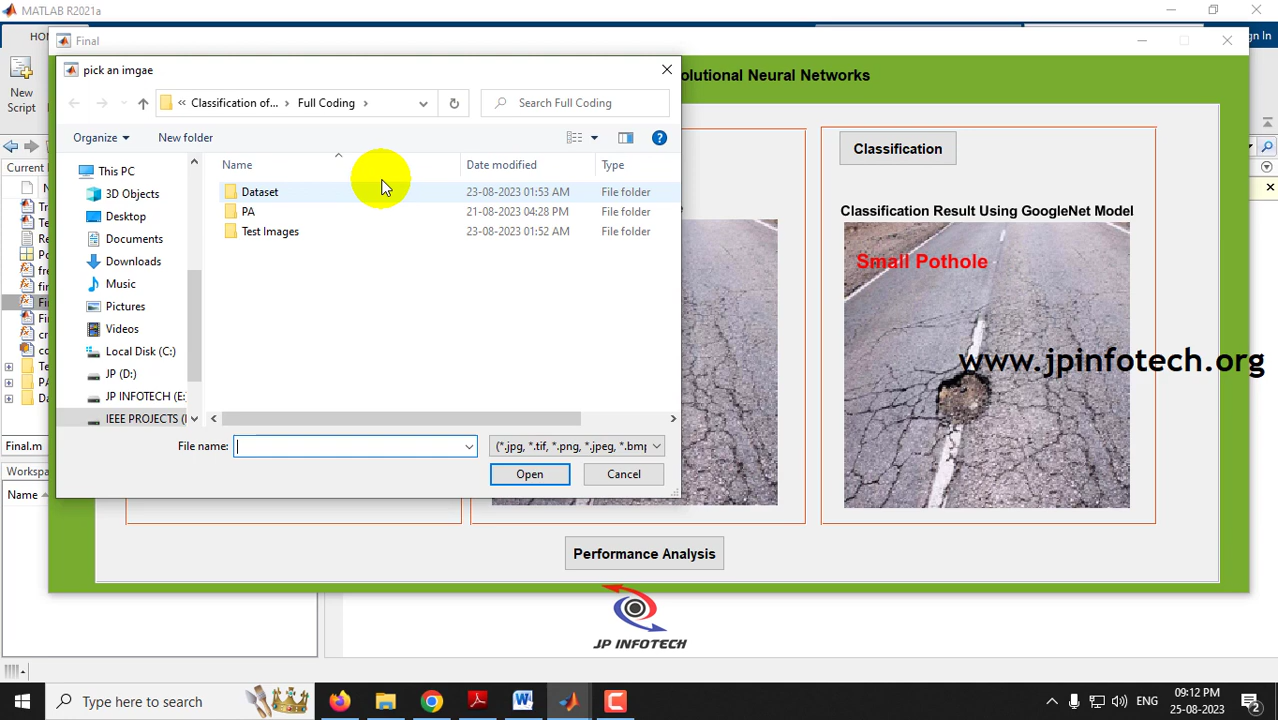 MATLAB R2021a
HO
gn In
New
Script
Final
olutional Neural Networks
pick an imgae
Classification of...
Full Coding
Search Full Coding
Organize
New folder
This PC
3D Objects
Desktop
Documents
Downloads
Music
Pictures
Videos
Local Disk (C:)
JP (D:)
JP INFOTECH (E:
IEEE PROJECTS (
Name
Date modified
Type
Dataset
23-08-2023 01:53 AM
File folder
PA
21-08-2023 04:28 PM
File folder
Test Images
23-08-2023 01:52 AM
File folder
File name:
(*.jpg, *.tif, *.png, *.jpeg, *.bmp
Open
Cancel
Current
Final.m
Workspa
Name
Classification
Classification Result Using GoogleNet Model
Small Pothole
www.jpinfotech.org
Performance Analysis
JP INFOTECH
Type here to search
ENG
09:12 PM
25-08-2023
2